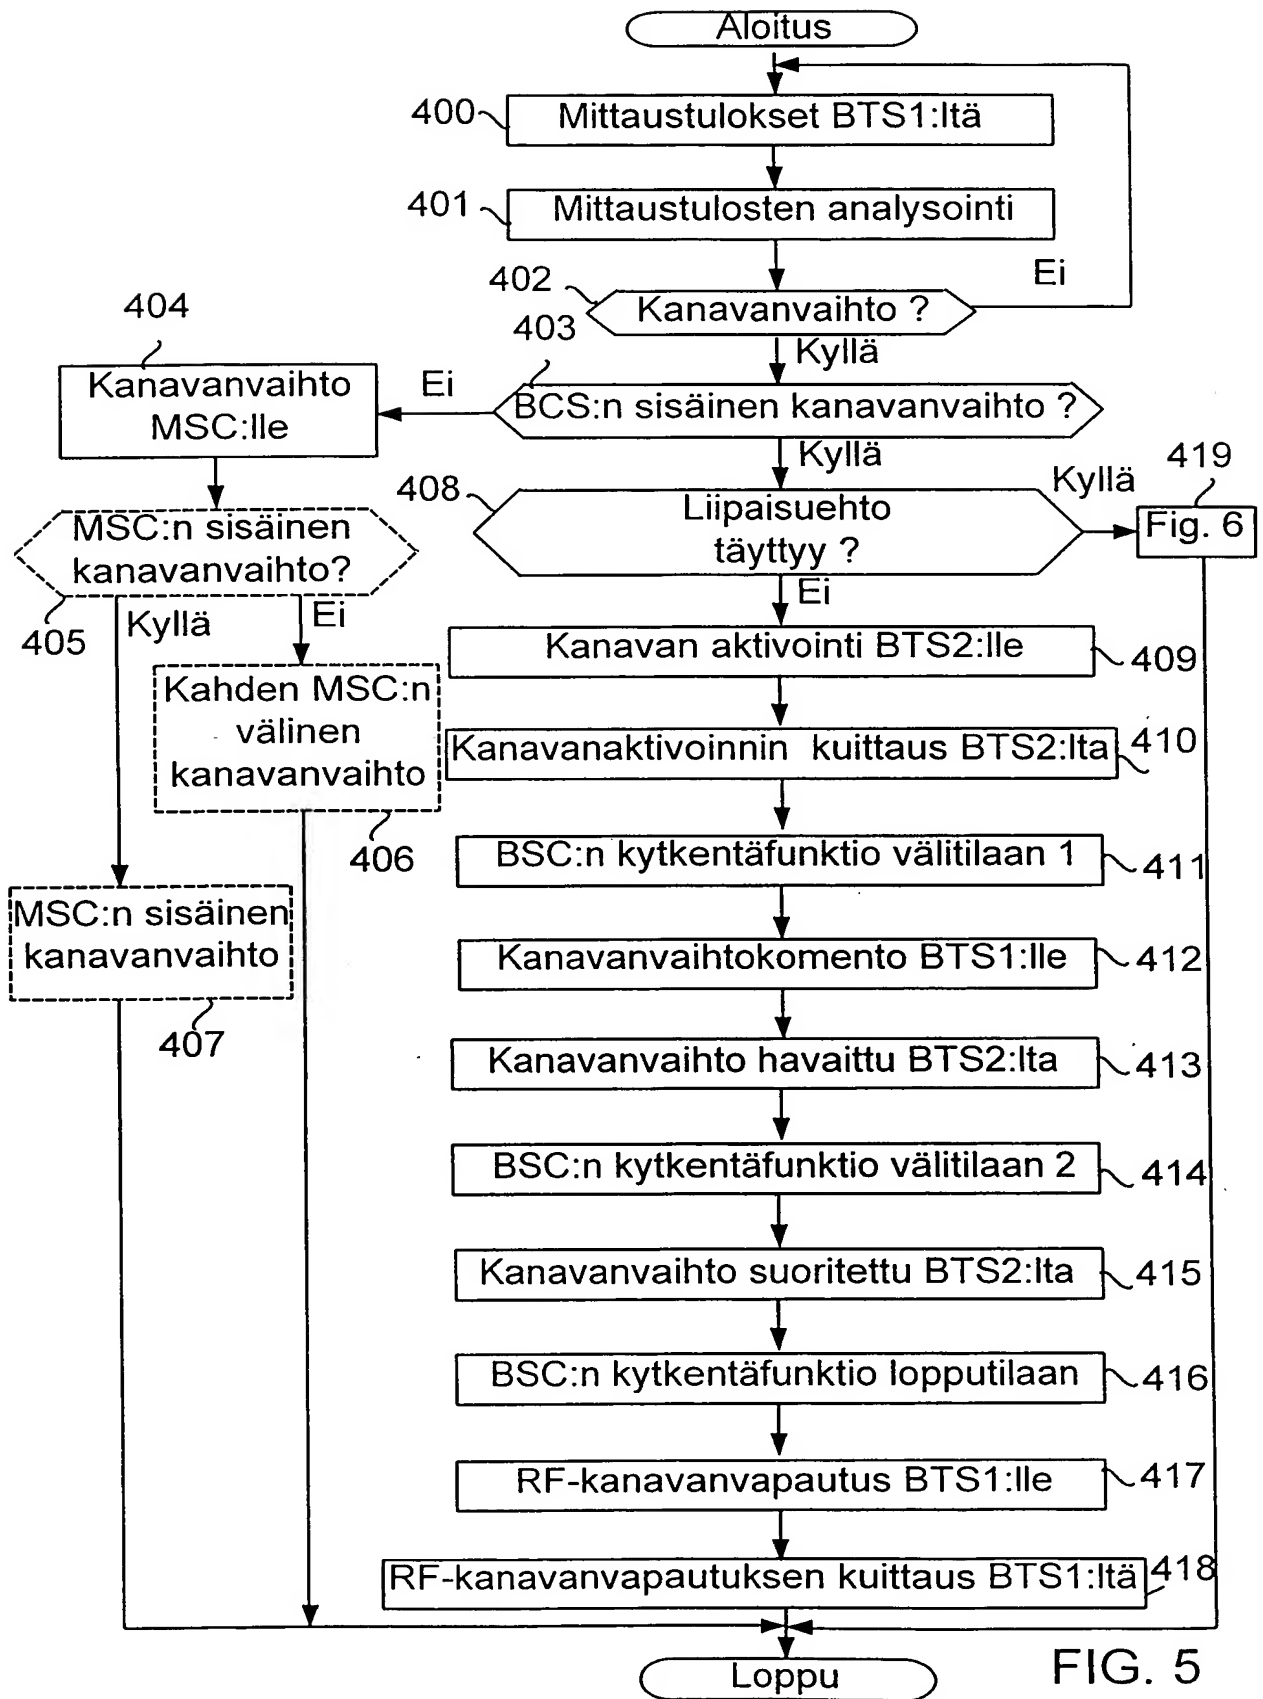 Aloitus
400
Mittaustulokset BTS1:ltä
401
Mittaustulosten analysointi
402
Kanavanvaihto ?
Ei
Kyllä
403
BCS:n sisäinen kanavanvaihto ?
Ei
404
Kanavanvaihto
MSC:lle
Kyllä
405
MSC:n sisäinen
kanavanvaihto?
Kyllä
Ei
406
Kahden MSC:n
välinen
kanavanvaihto
407
MSC:n sisäinen
kanavanvaihto
408
Liipaisuehto
täyttyy ?
Kyllä
419
Fig. 6
Ei
Kanavan aktivointi BTS2:lle
409
Kanavanaktivoinnin kuittaus BTS2:lta
410
BSC:n kytkentäfunktio välitilaan 1
411
Kanavanvaihtokomento BTS1:lle
412
Kanavanvaihto havaittu BTS2:lta
413
BSC:n kytkentäfunktio välitilaan 2
414
Kanavanvaihto suoritettu BTS2:lta
415
BSC:n kytkentäfunktio lopputilaan
416
RF-kanavanvapautus BTS1:lle
417
RF-kanavanvapautuksen kuittaus BTS1:ltä
418
Loppu
FIG. 5